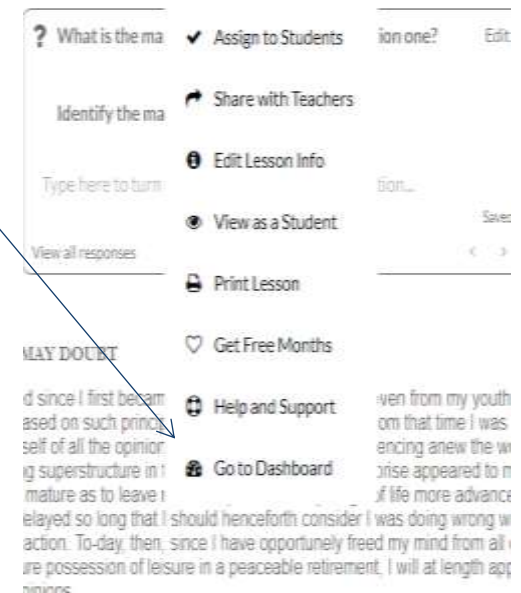 ? What is the ma
ion one?
Edit
Assign to Students
Share with Teachers
Identify the ma
Edit Lesson Info
Type here to turn
tion...
View as a Student
Saved
View all responses
< >
Print Lesson
Get Free Months
MAY DOUBT
Help and Support
Go to Dashboard
d since I first becam
ven from my youth
ased on such princip
om that time I was
self of all the opinion
encing anew the w
g superstructure in
prise appeared to m
mature as to leave
of life more advance
elayed so long that I should henceforth consider I was doing wrong w
action. To-day, then, since I have opportunely freed my mind from all
re possession of leisure in a peaceable retirement, I will at length app
pinions